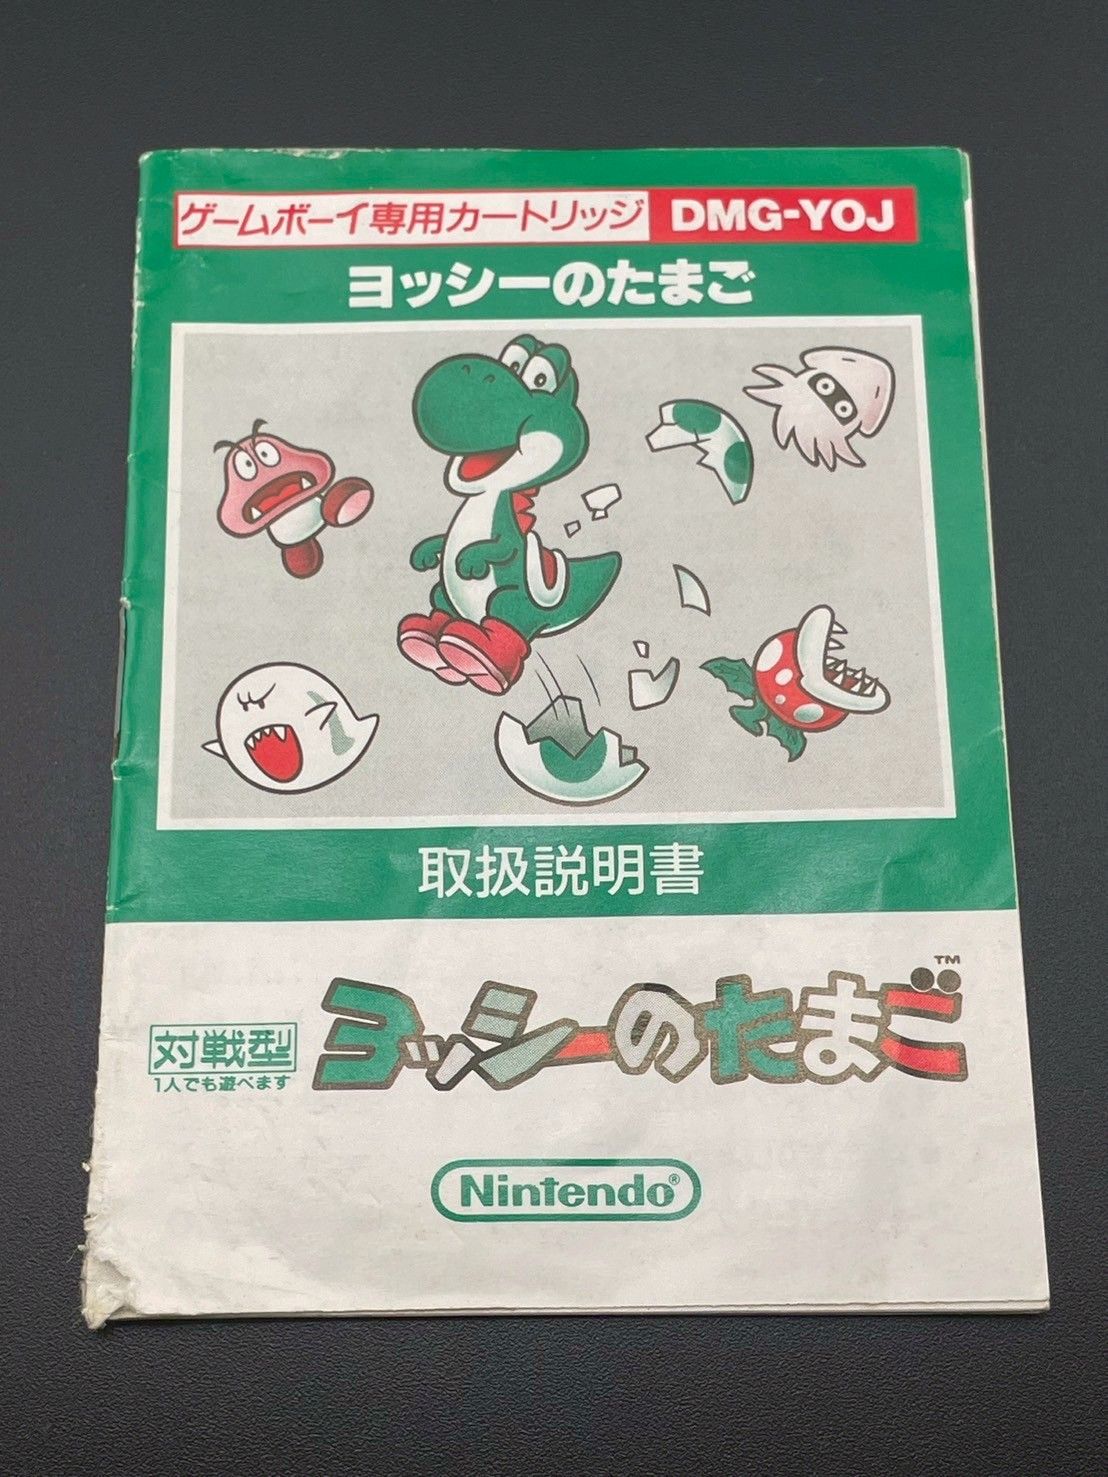 ゲームボーイ専用カートリッジ DMG-YOJ
ヨッシーのたまご
取扱説明書
対戦型
1人でも遊べます
ヨッシーのたまご™
Nintendo®